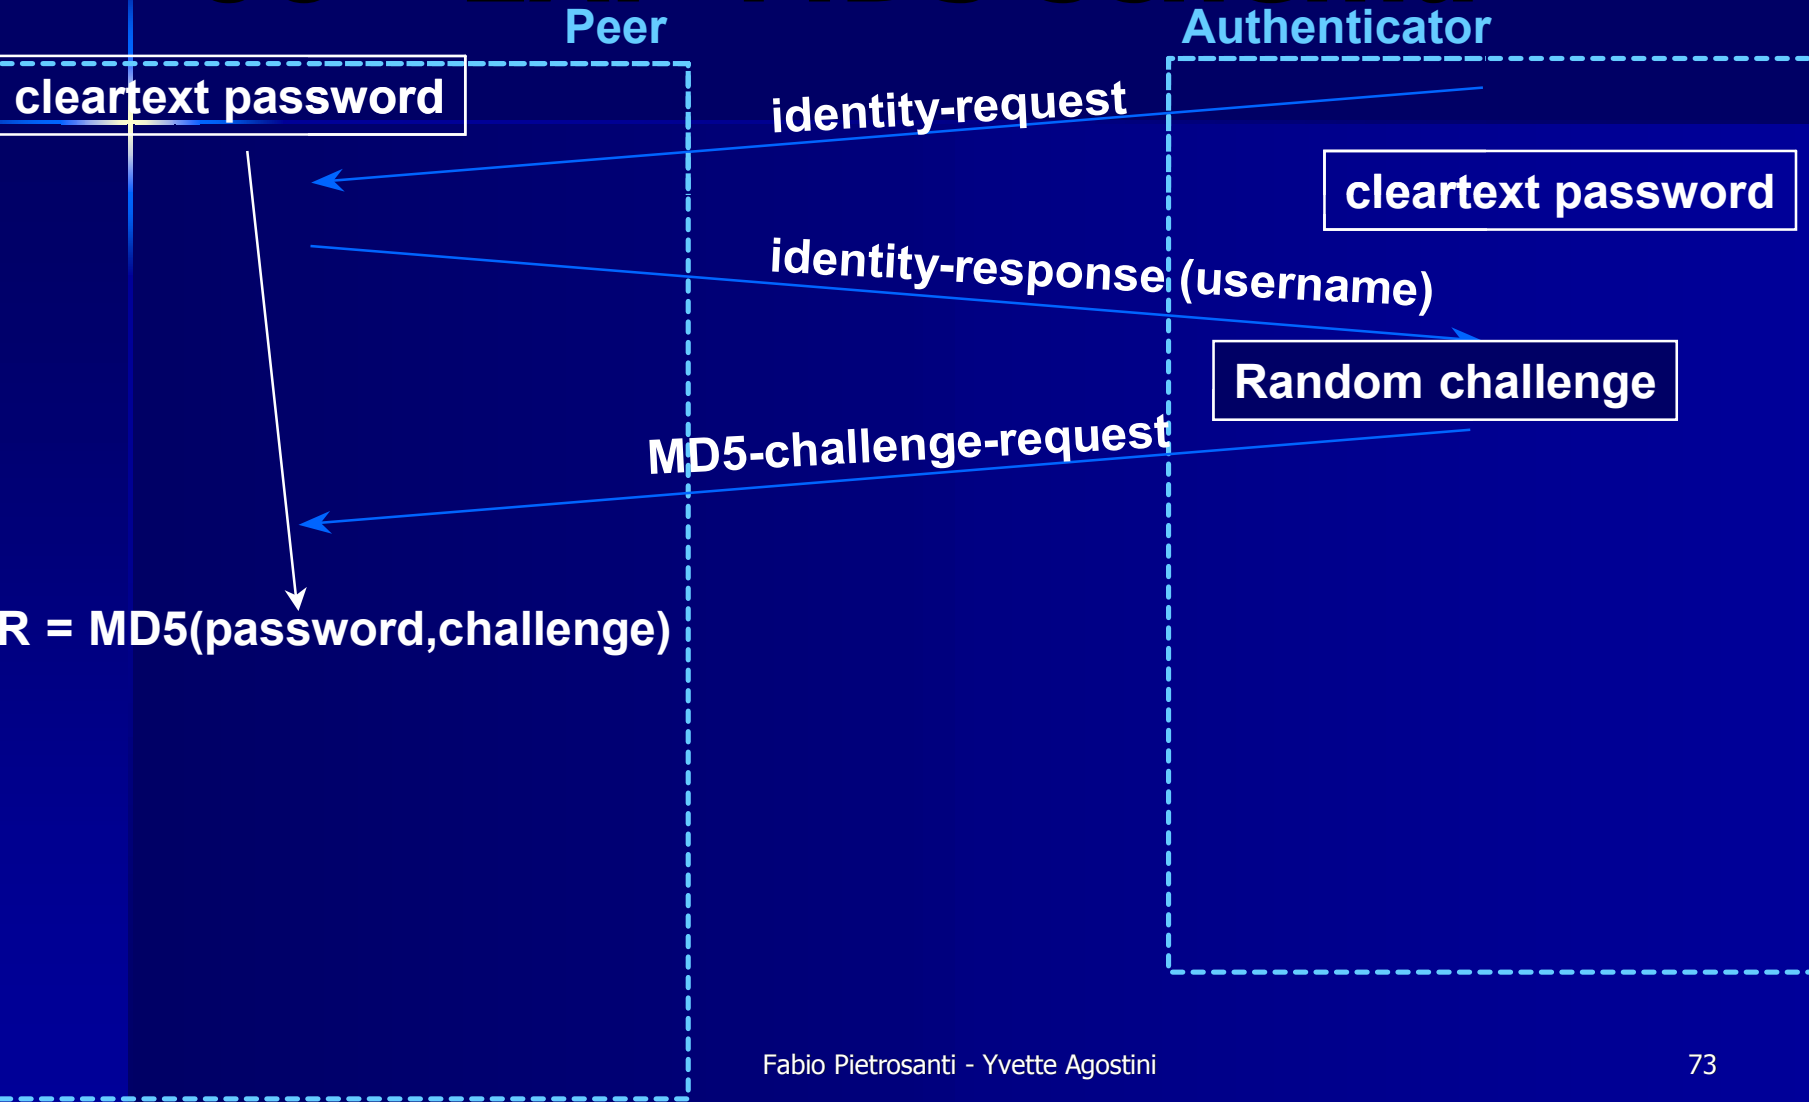 Peer
Authenticator
cleartext password
identity-request
cleartext password
identity-response (username)
Random challenge
MD5-challenge-request
R = MD5(password,challenge)
Fabio Pietrosanti - Yvette Agostini
73